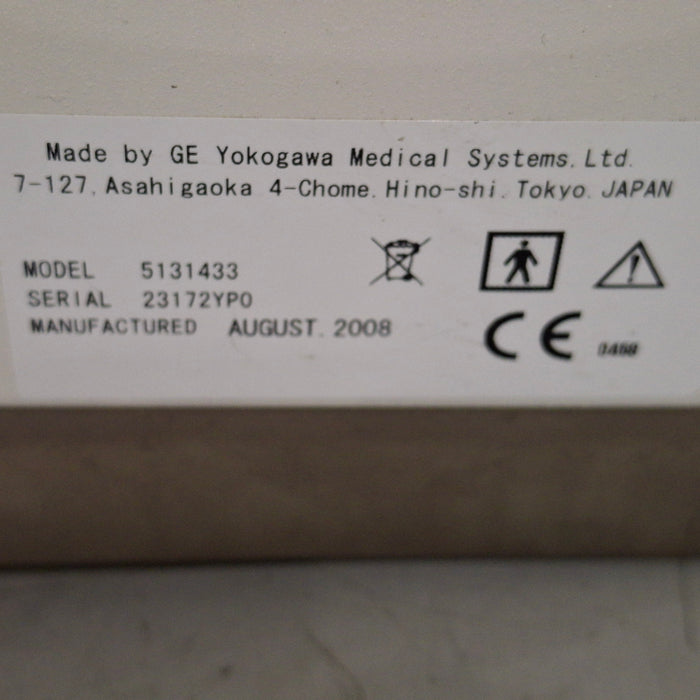 Made by GE Yokogawa Medical Systems, Ltd.
7-127, Asahigaoka 4-Chome, Hino-shi, Tokyo, JAPAN
MODEL 5131433
SERIAL 23172YP0
MANUFACTURED AUGUST, 2008
CE